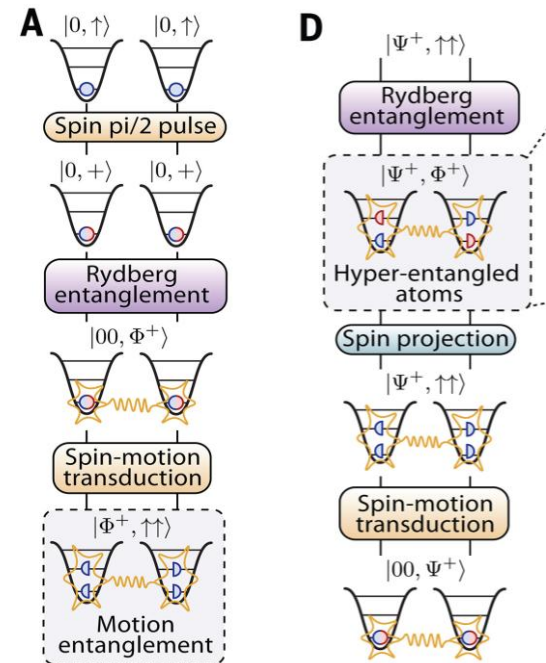 A
|0, ↑⟩ |0, ↑⟩
Spin pi/2 pulse
|0, +⟩ |0, +⟩
Rydberg
entanglement
|00, Φ⁺⟩
Spin-motion
transduction
|Φ⁺, ↑↑⟩
Motion
entanglement
D
|Ψ⁺, ↑↑⟩
Rydberg
entanglement
|Ψ⁺, Φ⁺⟩
Hyper-entangled
atoms
Spin projection
|Ψ⁺, ↑↑⟩
Spin-motion
transduction
|00, Ψ⁺⟩